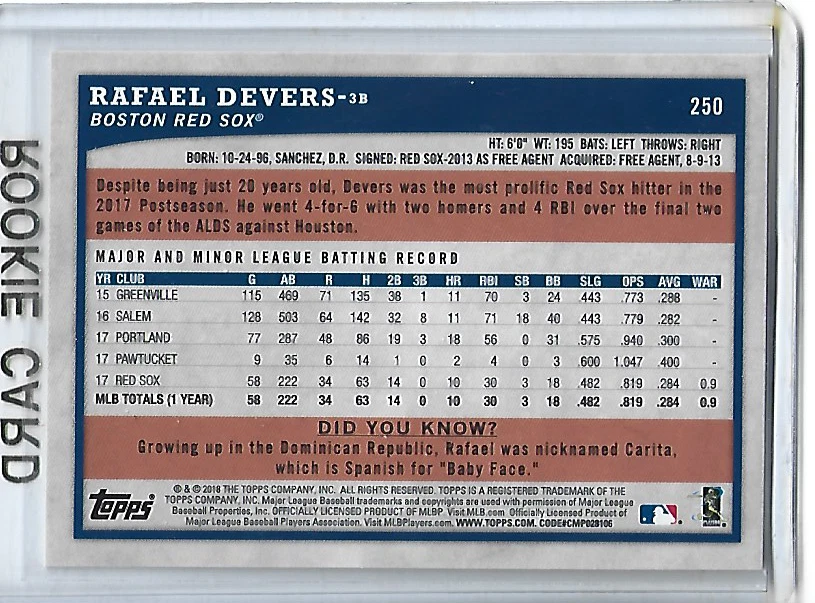 RAFAEL DEVERS-3B
BOSTON RED SOX®
250
HT: 6'0" WT: 195 BATS: LEFT THROWS: RIGHT
BORN: 10-24-96, SANCHEZ, D.R. SIGNED: RED SOX-2013 AS FREE AGENT ACQUIRED: FREE AGENT, 8-9-13
Despite being just 20 years old, Devers was the most prolific Red Sox hitter in the
2017 Postseason. He went 4-for-6 with two homers and 4 RBI over the final two
games of the ALDS against Houston.
MAJOR AND MINOR LEAGUE BATTING RECORD
YR CLUB G AB R H 2B 3B HR RBI SB BB SLG OPS AVG WAR
15 GREENVILLE 115 469 71 135 38 1 11 70 3 24 .443 .773 .288 -
16 SALEM 128 503 64 142 32 8 11 71 18 40 .443 .779 .282 -
17 PORTLAND 77 287 48 86 19 3 18 56 0 31 .575 .940 .300 -
17 PAWTUCKET 9 35 6 14 1 0 2 4 0 3 .600 1.047 .400 -
17 RED SOX 58 222 34 63 14 0 10 30 3 18 .482 .819 .284 0.9
MLB TOTALS (1 YEAR) 58 222 34 63 14 0 10 30 3 18 .482 .819 .284 0.9
DID YOU KNOW?
Growing up in the Dominican Republic, Rafael was nicknamed Carita,
which is Spanish for "Baby Face."
topps®
® & © 2018 THE TOPPS COMPANY, INC. ALL RIGHTS RESERVED. TOPPS IS A REGISTERED TRADEMARK OF THE
TOPPS COMPANY, INC. Major League Baseball trademarks and copyrights are used with permission of Major League
Baseball Properties, Inc. OFFICIALLY LICENSED PRODUCT OF MLBP. Visit MLB.com. Officially Licensed Product of
Major League Baseball Players Association. Visit MLBPlayers.com. WWW.TOPPS.COM. CODE#CMP028106
ROOKIE CARD